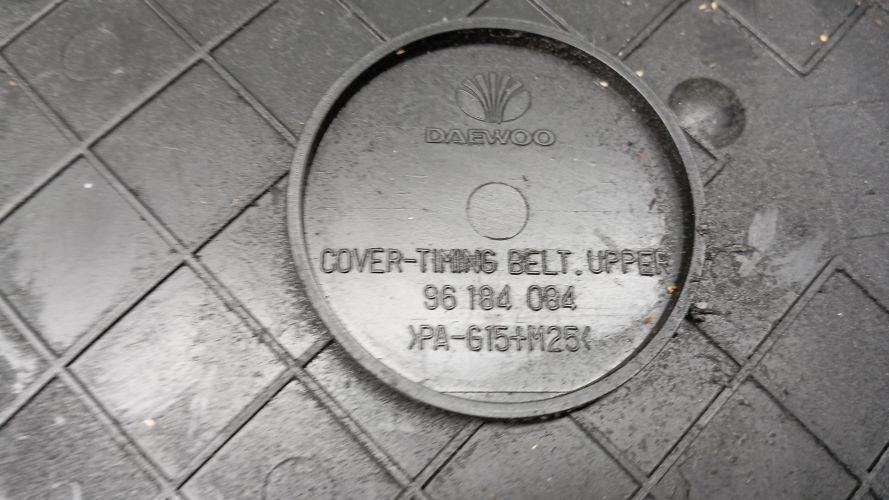 DAEWOO
COVER-TIMING BELT.UPPER
96 184 084
>PA-G15+M25<